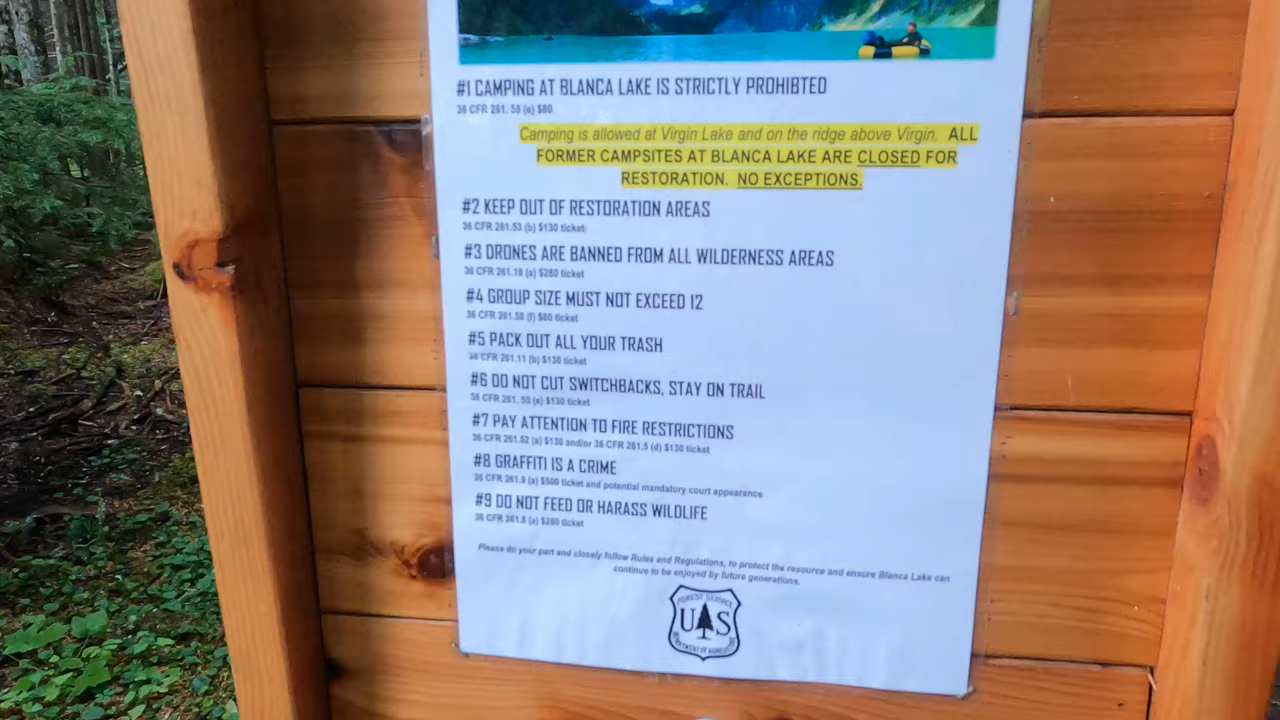 #1 CAMPING AT BLANCA LAKE IS STRICTLY PROHIBTED
36 CFR 261. 58 (e) $80
Camping is allowed at Virgin Lake and on the ridge above Virgin. ALL
FORMER CAMPSITES AT BLANCA LAKE ARE CLOSED FOR
RESTORATION. NO EXCEPTIONS.
#2 KEEP OUT OF RESTORATION AREAS
36 CFR 261.53 (b) $130 ticket
#3 DRONES ARE BANNED FROM ALL WILDERNESS AREAS
36 CFR 261.18 (a) $280 ticket
#4 GROUP SIZE MUST NOT EXCEED 12
36 CFR 261.58 (f) $80 ticket
#5 PACK OUT ALL YOUR TRASH
36 CFR 261.11 (b) $130 ticket
#6 DO NOT CUT SWITCHBACKS, STAY ON TRAIL
36 CFR 261. 55 (e) $130 ticket
#7 PAY ATTENTION TO FIRE RESTRICTIONS
36 CFR 261.52 (a) $130 and/or 36 CFR 261.5 (d) $130 ticket
#8 GRAFFITI IS A CRIME
36 CFR 261.9 (a) $500 ticket and potential mandatory court appearance
#9 DO NOT FEED OR HARASS WILDLIFE
36 CFR 261.8 (a) $280 ticket
Please do your part and closely follow Rules and Regulations, to protect the resource and ensure Blanca Lake can
continue to be enjoyed by future generations.
FOREST SERVICE
U S
DEPARTMENT OF AGRICULTURE